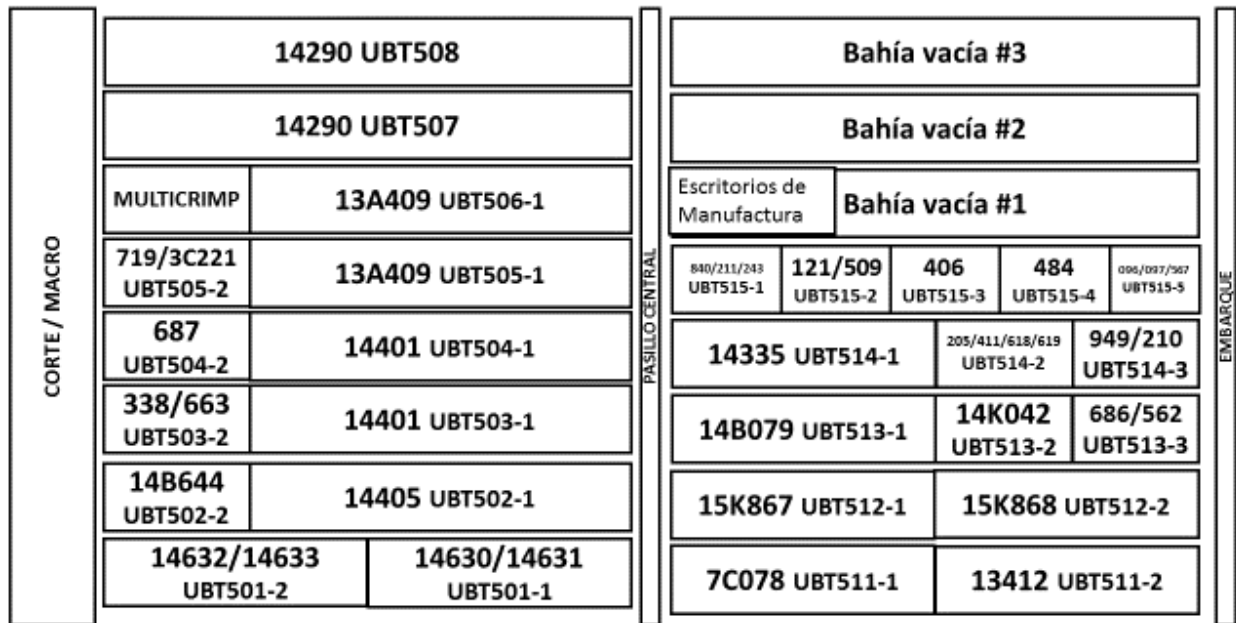 CORTE / MACRO
14290 UBT508
14290 UBT507
MULTICRIMP
13A409 UBT506-1
719/3C221
UBT505-2
13A409 UBT505-1
687
UBT504-2
14401 UBT504-1
338/663
UBT503-2
14401 UBT503-1
14B644
UBT502-2
14405 UBT502-1
14632/14633
UBT501-2
14630/14631
UBT501-1
PASILLO CENTRAL
Bahía vacía #3
Bahía vacía #2
Escritorios de
Manufactura
Bahía vacía #1
840/211/243
UBT515-1
121/509
UBT515-2
406
UBT515-3
484
UBT515-4
096/097/567
UBT515-5
14335 UBT514-1
205/411/618/619
UBT514-2
949/210
UBT514-3
14B079 UBT513-1
14K042
UBT513-2
686/562
UBT513-3
15K867 UBT512-1
15K868 UBT512-2
7C078 UBT511-1
13412 UBT511-2
EMBARQUE